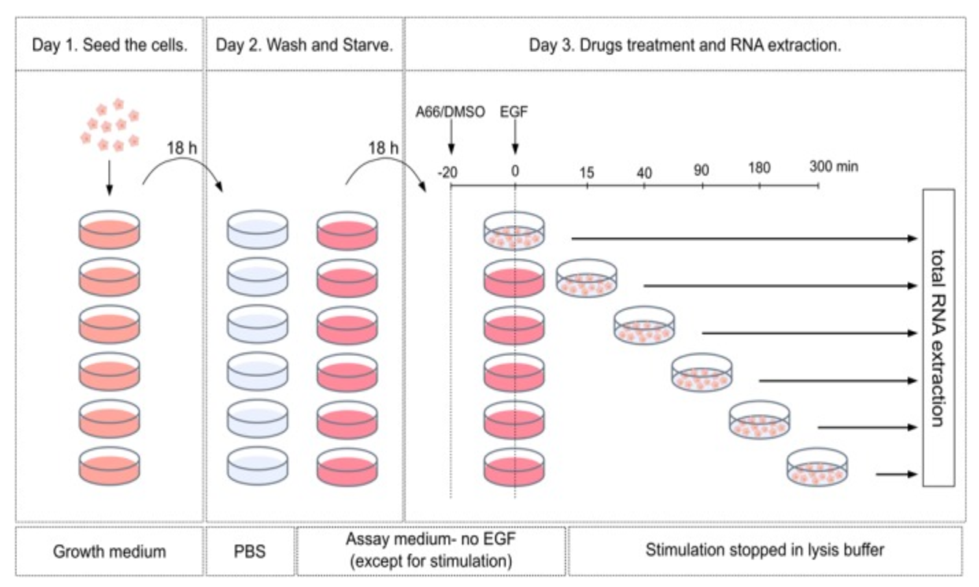 Day 1. Seed the cells.
Day 2. Wash and Starve.
Day 3. Drugs treatment and RNA extraction.
A66/DMSO
EGF
18 h
18 h
-20
0
15
40
90
180
300 min
total RNA extraction
Growth medium
PBS
Assay medium- no EGF
(except for stimulation)
Stimulation stopped in lysis buffer